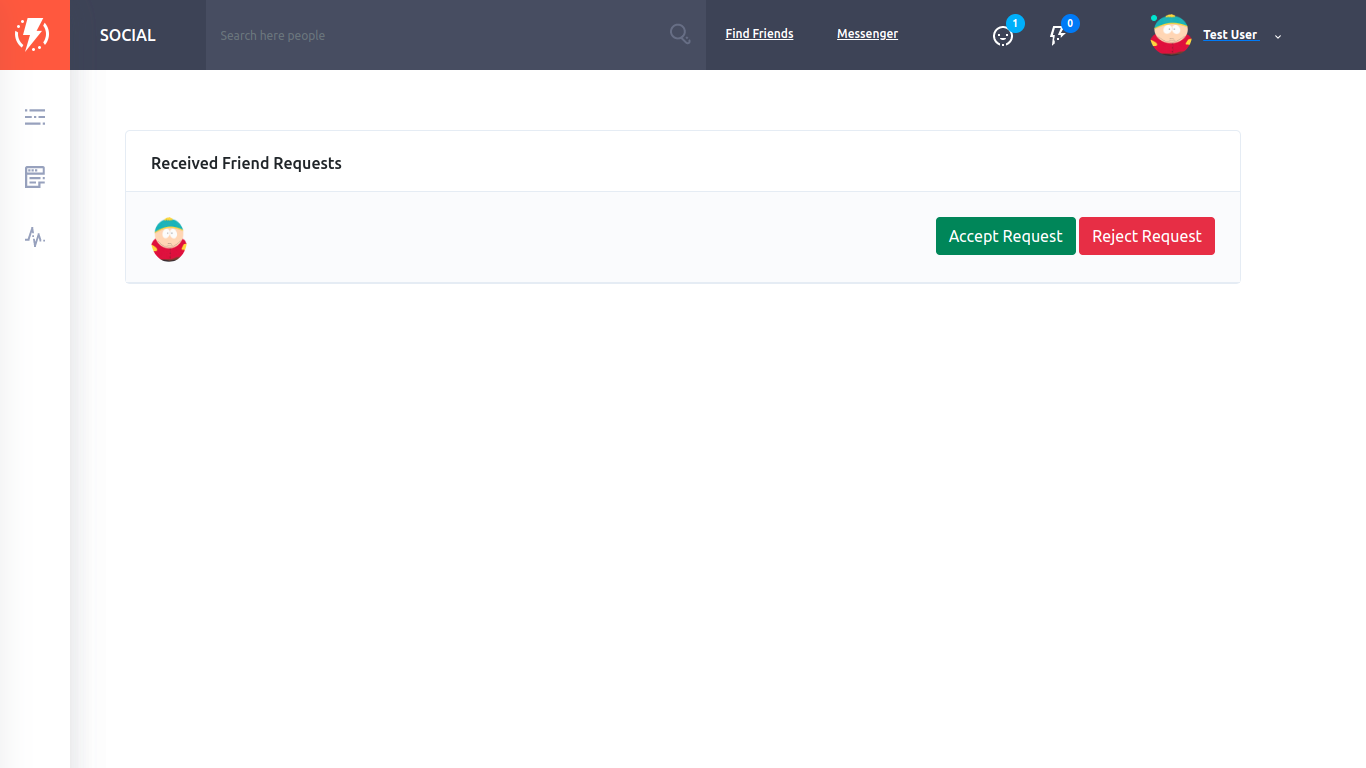 SOCIAL
Search here people
Find Friends
Messenger
1
0
Test User
Received Friend Requests
Accept Request
Reject Request